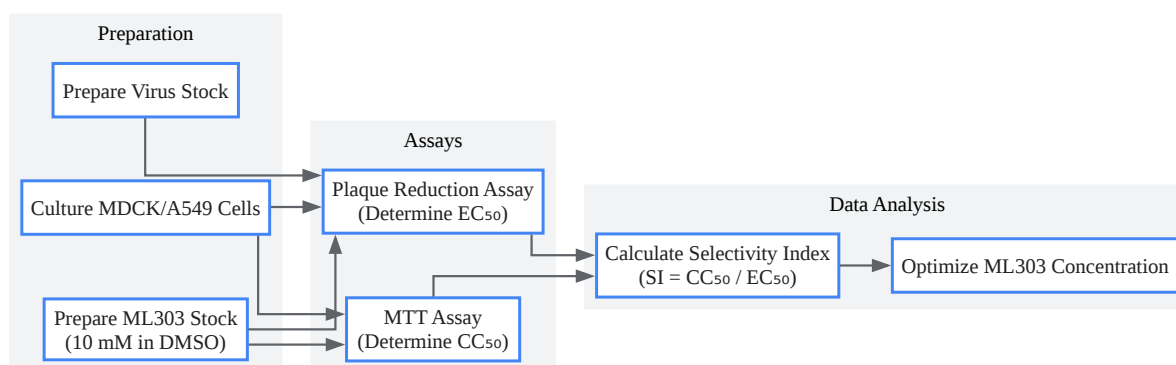 Preparation
Prepare Virus Stock
Culture MDCK/A549 Cells
Prepare ML303 Stock
(10 mM in DMSO)
Assays
Plaque Reduction Assay
(Determine EC₅₀)
MTT Assay
(Determine CC₅₀)
Data Analysis
Calculate Selectivity Index
(SI = CC₅₀ / EC₅₀)
Optimize ML303 Concentration